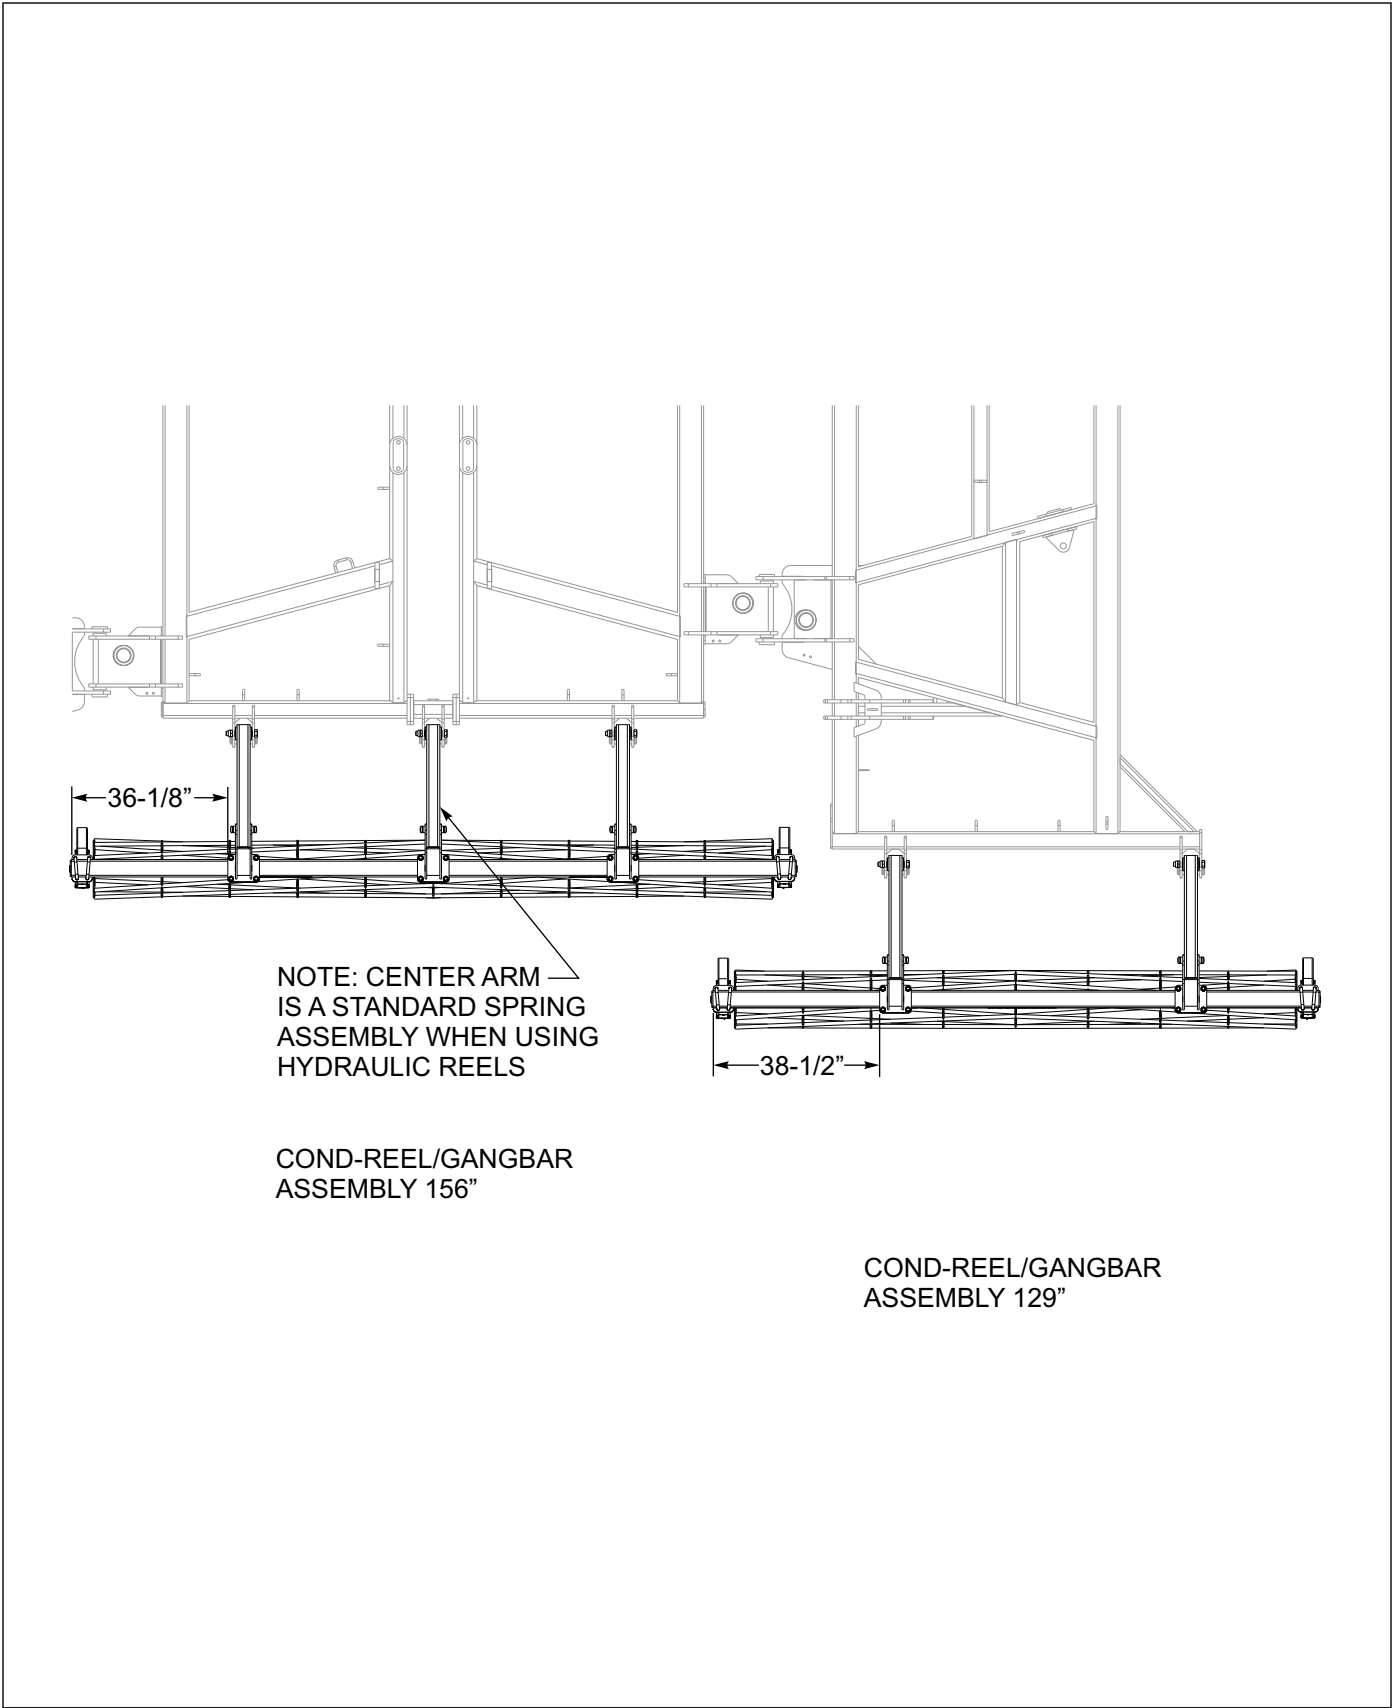 36-1/8”
NOTE: CENTER ARM
IS A STANDARD SPRING
ASSEMBLY WHEN USING
HYDRAULIC REELS
38-1/2”
COND-REEL/GANGBAR
ASSEMBLY 156”
COND-REEL/GANGBAR
ASSEMBLY 129”